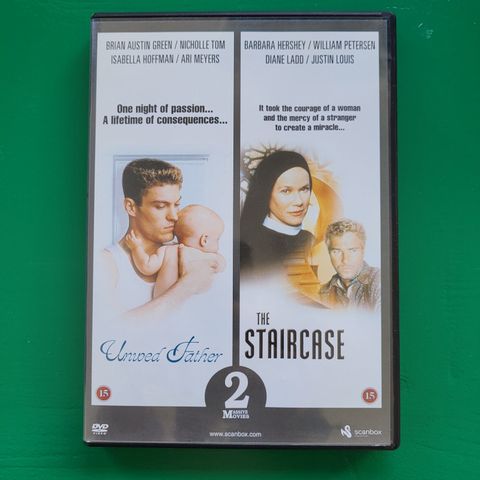 BRIAN AUSTIN GREEN / NICHOLLE TOM
ISABELLA HOFFMAN / ARI MEYERS
One night of passion...
A lifetime of consequences...
Unwed Father
15
DVD
VIDEO
BARBARA HERSHEY / WILLIAM PETERSEN
DIANE LADD / JUSTIN LOUIS
It took the courage of a woman
and the mercy of a stranger
to create a miracle...
THE
STAIRCASE
15
2
MASSIVE
MOVIES
www.scanbox.com
scanbox